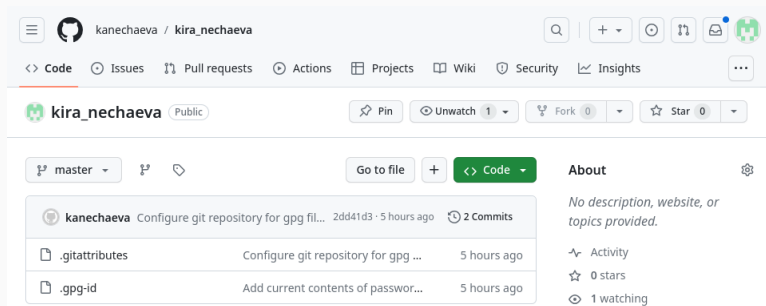 kanechaeva / kira_nechaeva
Code Issues Pull requests Actions Projects Wiki Security Insights
kira_nechaeva Public Pin Unwatch 1 Fork 0 Star 0
master Go to file Code
About
No description, website, or
topics provided.
kanechaeva Configure git repository for gpg fil... 2dd41d3 · 5 hours ago 2 Commits
.gitattributes Configure git repository for gpg ... 5 hours ago
.gpg-id Add current contents of passwor... 5 hours ago
Activity
0 stars
1 watching